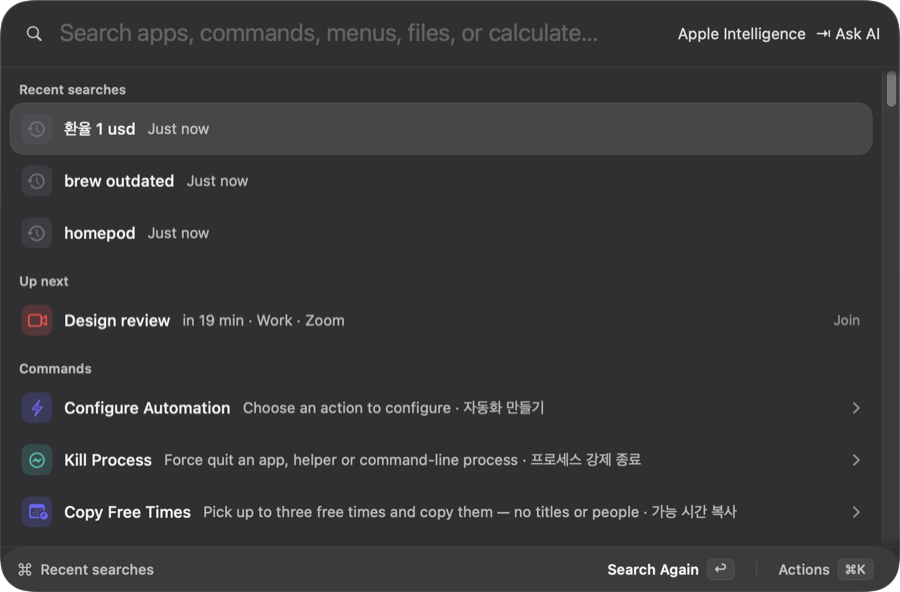 Search apps, commands, menus, files, or calculate... Apple Intelligence ⇥ Ask AI
Recent searches
환율 1 usd Just now
brew outdated Just now
homepod Just now
Up next
Design review in 19 min · Work · Zoom Join
Commands
Configure Automation Choose an action to configure · 자동화 만들기
Kill Process Force quit an app, helper or command-line process · 프로세스 강제 종료
Copy Free Times Pick up to three free times and copy them — no titles or people · 가능 시간 복사
⌘ Recent searches Search Again ↩ Actions ⌘K